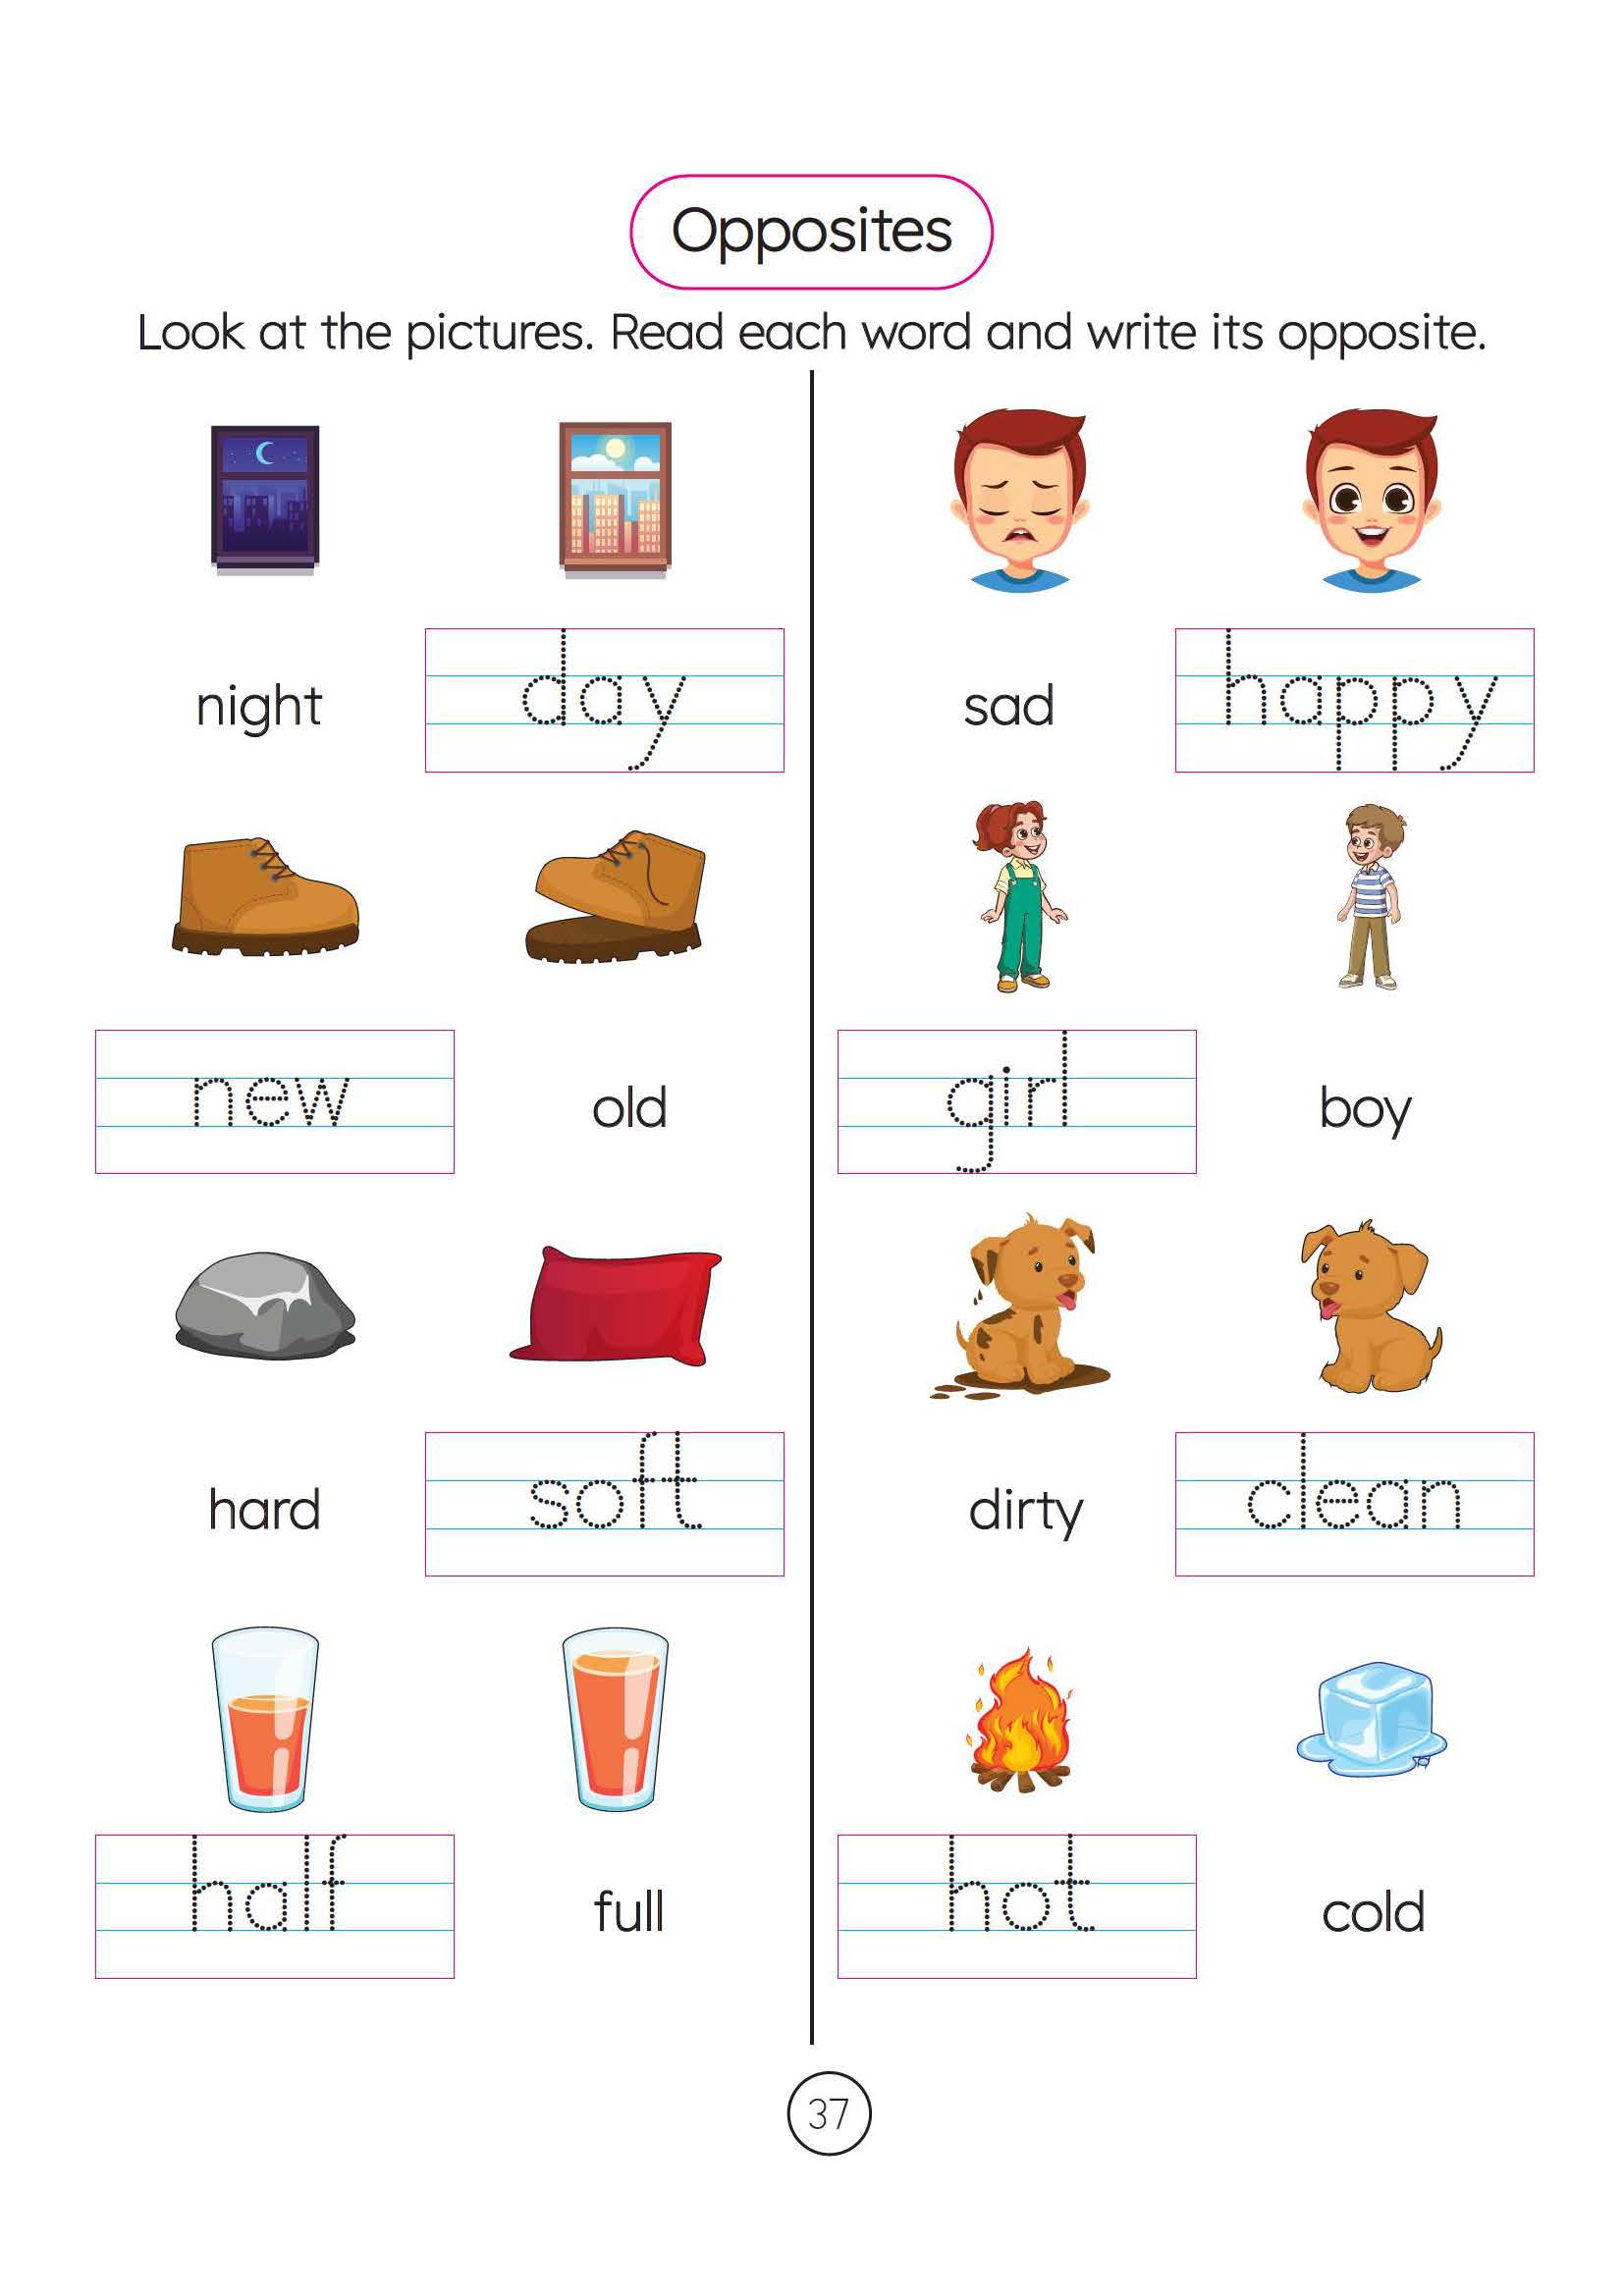 Opposites
Look at the pictures. Read each word and write its opposite.
night day
new old
hard soft
half full
sad happy
girl boy
dirty clean
hot cold
37